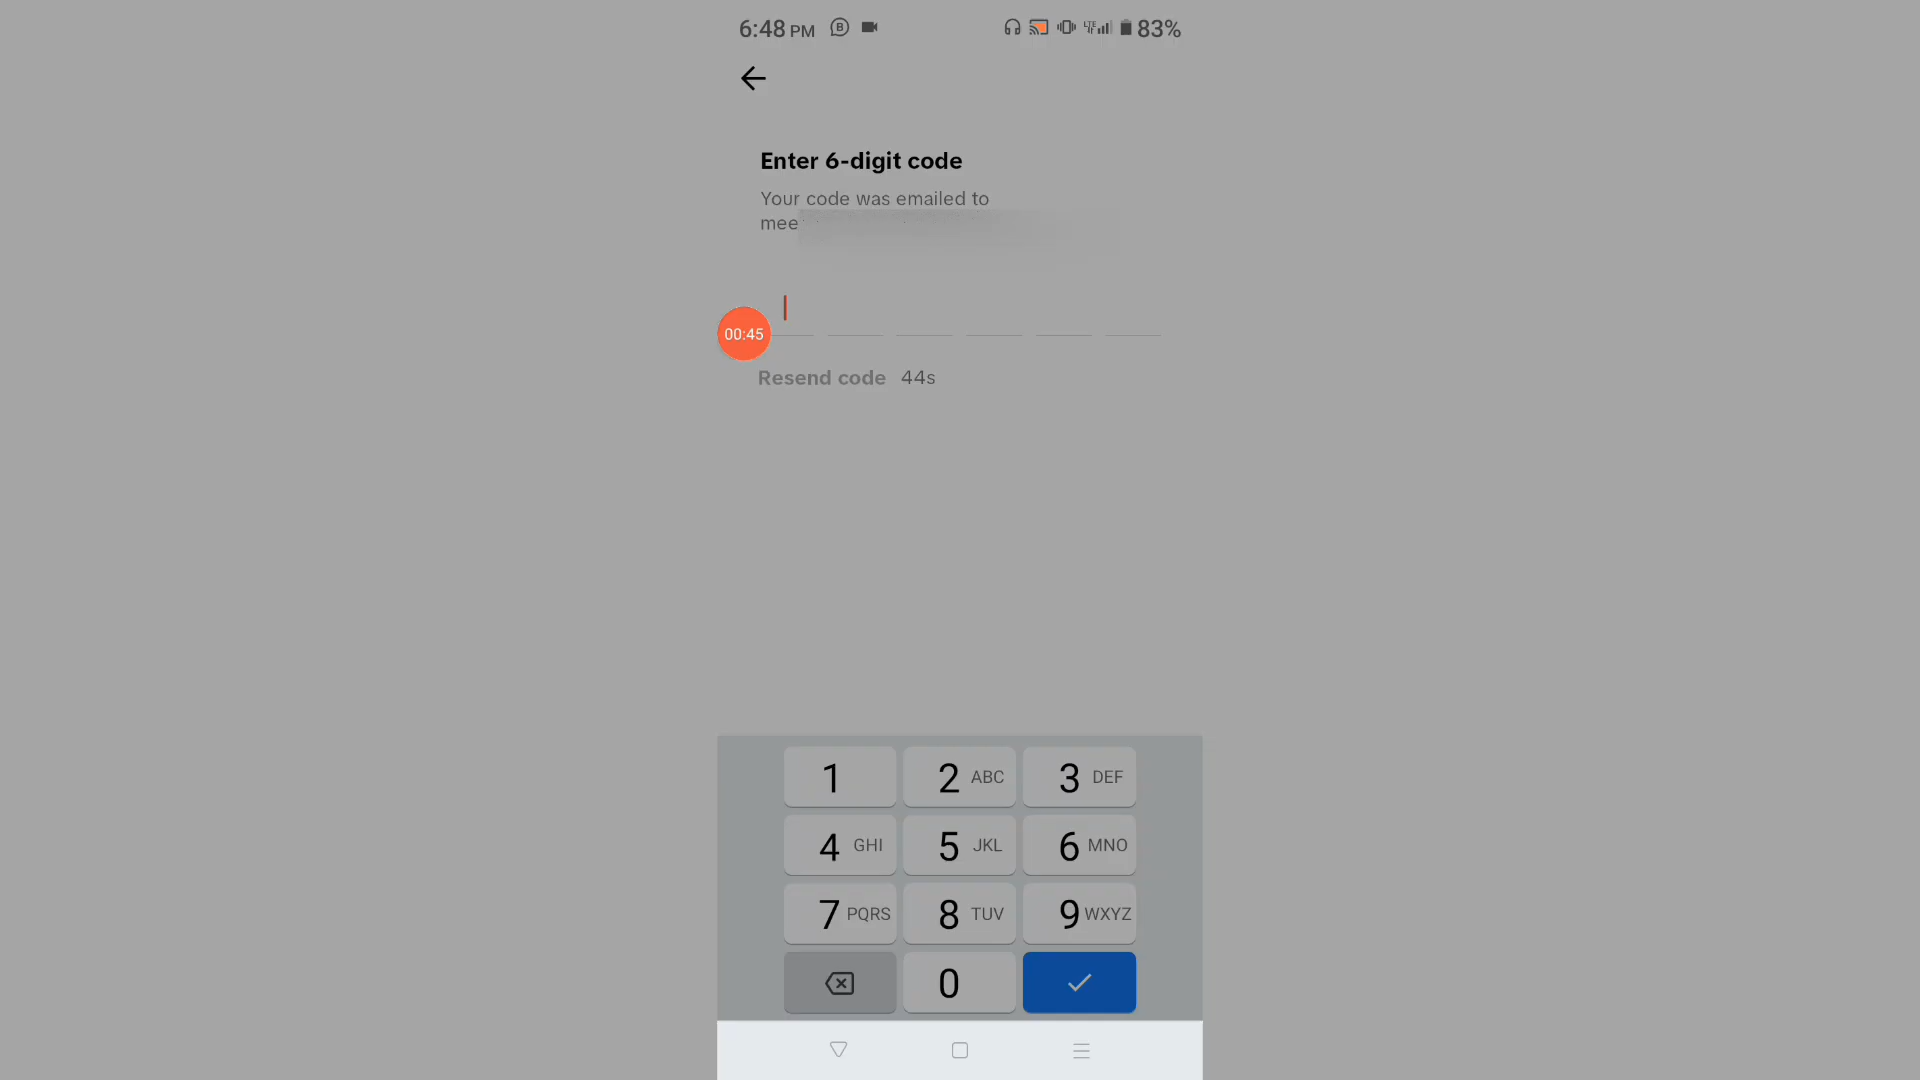 6:48 PM B LTE 83%
Enter 6-digit code
Your code was emailed to
mee
00:45
Resend code 44s
1 2 ABC 3 DEF
4 GHI 5 JKL 6 MNO
7 PQRS 8 TUV 9 WXYZ
0